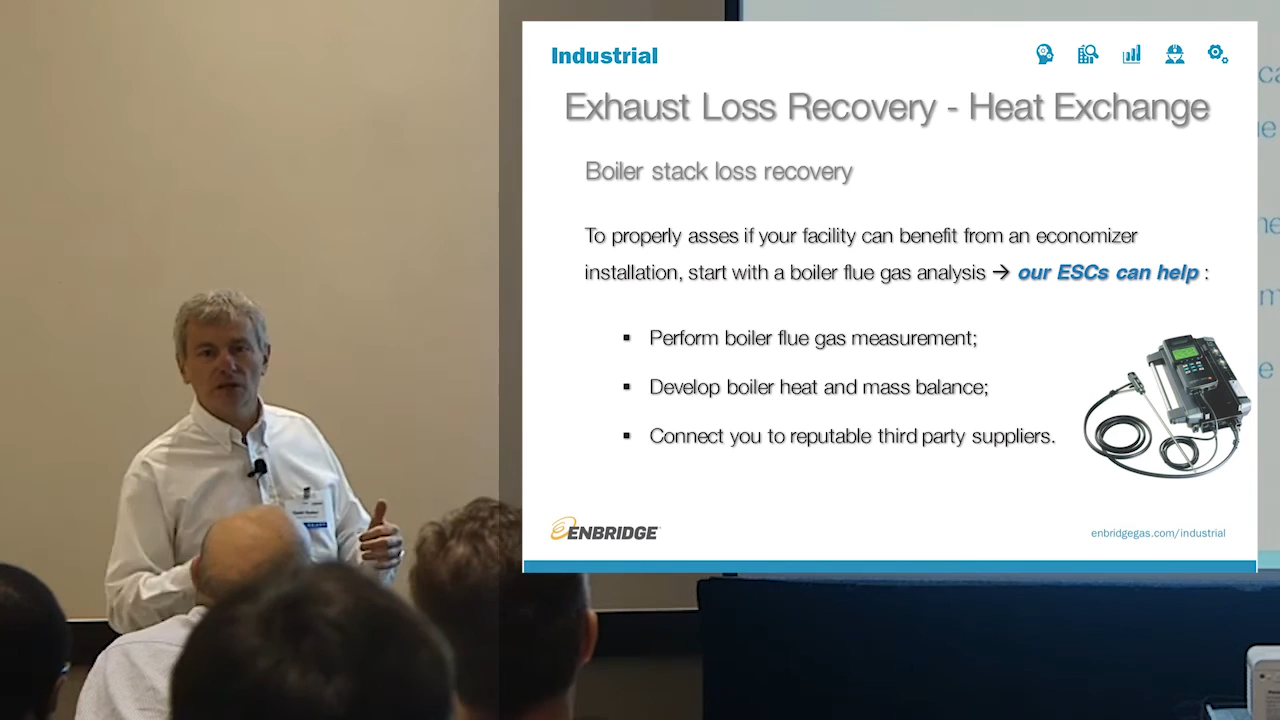 Industrial
Exhaust Loss Recovery - Heat Exchange
Boiler stack loss recovery
To properly asses if your facility can benefit from an economizer
installation, start with a boiler flue gas analysis → our ESCs can help :
▪ Perform boiler flue gas measurement;
▪ Develop boiler heat and mass balance;
▪ Connect you to reputable third party suppliers.
ENBRIDGE
enbridgegas.com/industrial